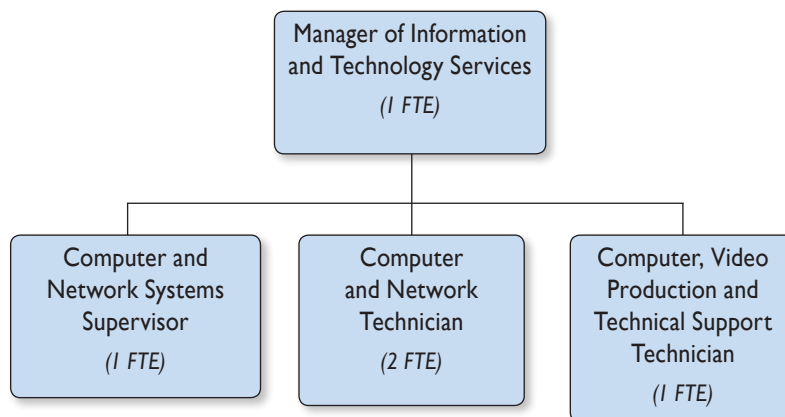 Manager of Information
and Technology Services
(1 FTE)
Computer and
Network Systems
Supervisor
(1 FTE)
Computer
and Network
Technician
(2 FTE)
Computer, Video
Production and
Technical Support
Technician
(1 FTE)